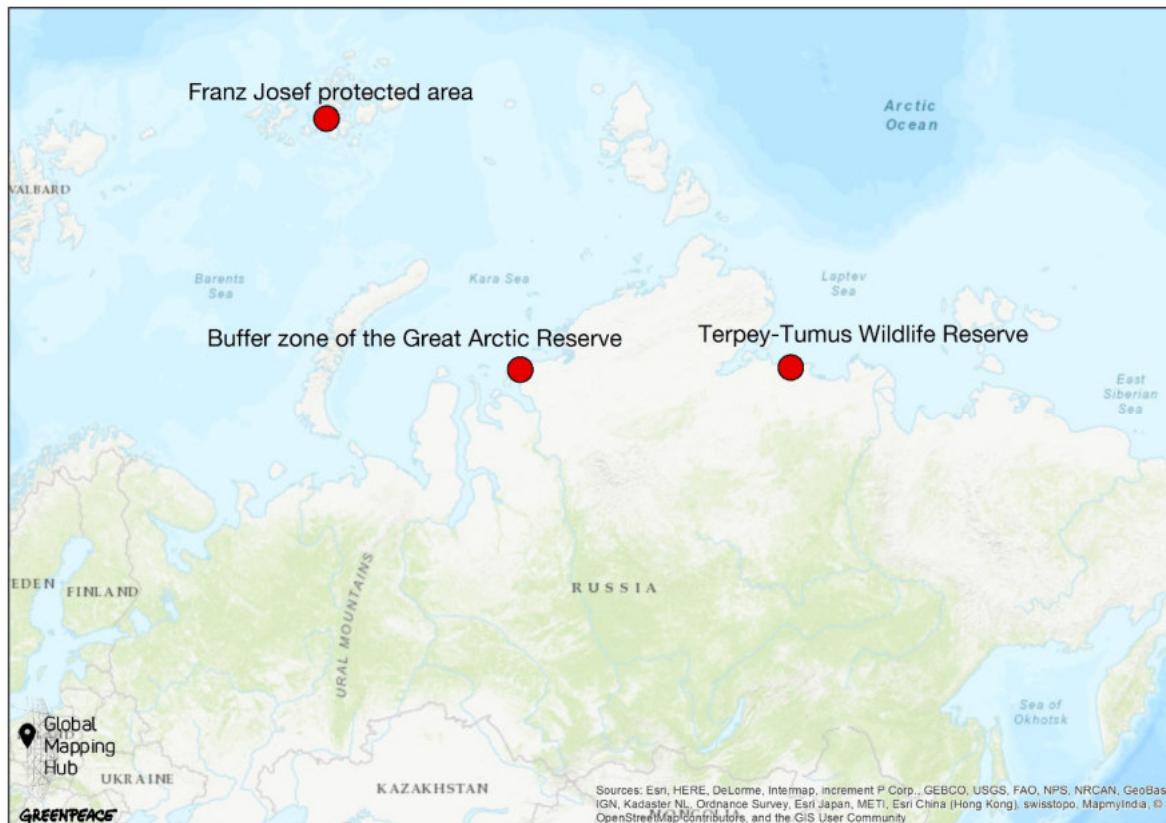 Franz Josef protected area
Arctic
Ocean
VALBARD
Barents
Sea
Kara Sea
Laptev
Sea
Buffer zone of the Great Arctic Reserve
Terpey-Tumus Wildlife Reserve
East
Siberian
Sea
EDEN
FINLAND
URAL MOUNTAINS
RUSSIA
Sea of
Okhotsk
Global
Mapping
Hub
UKRAINE
KAZAKHSTAN
MONGOLIA
GREENPEACE
Sources: Esri, HERE, DeLorme, Intermap, increment P Corp., GEBCO, USGS, FAO, NPS, NRCAN, GeoBas
IGN, Kadaster NL, Ordnance Survey, Esri Japan, METI, Esri China (Hong Kong), swisstopo, MapmyIndia, ©
OpenStreetMap contributors, and the GIS User Community